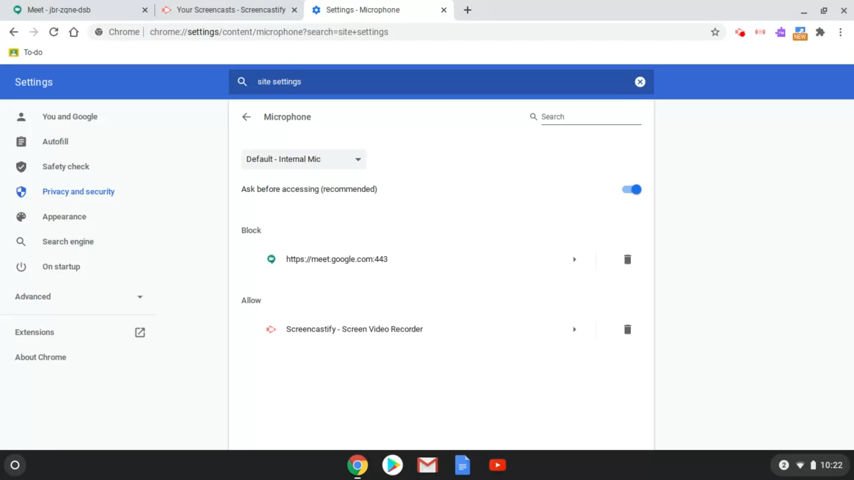 Meet - jbr-zqne-dsb
Your Screencasts - Screencastify
Settings - Microphone
Chrome | chrome://settings/content/microphone?search=site+settings
NEW
To-do
Settings
site settings
You and Google
Autofill
Safety check
Privacy and security
Appearance
Search engine
On startup
Advanced
Extensions
About Chrome
Microphone
Search
Default - Internal Mic
Ask before accessing (recommended)
Block
https://meet.google.com:443
Allow
Screencastify - Screen Video Recorder
2
10:22